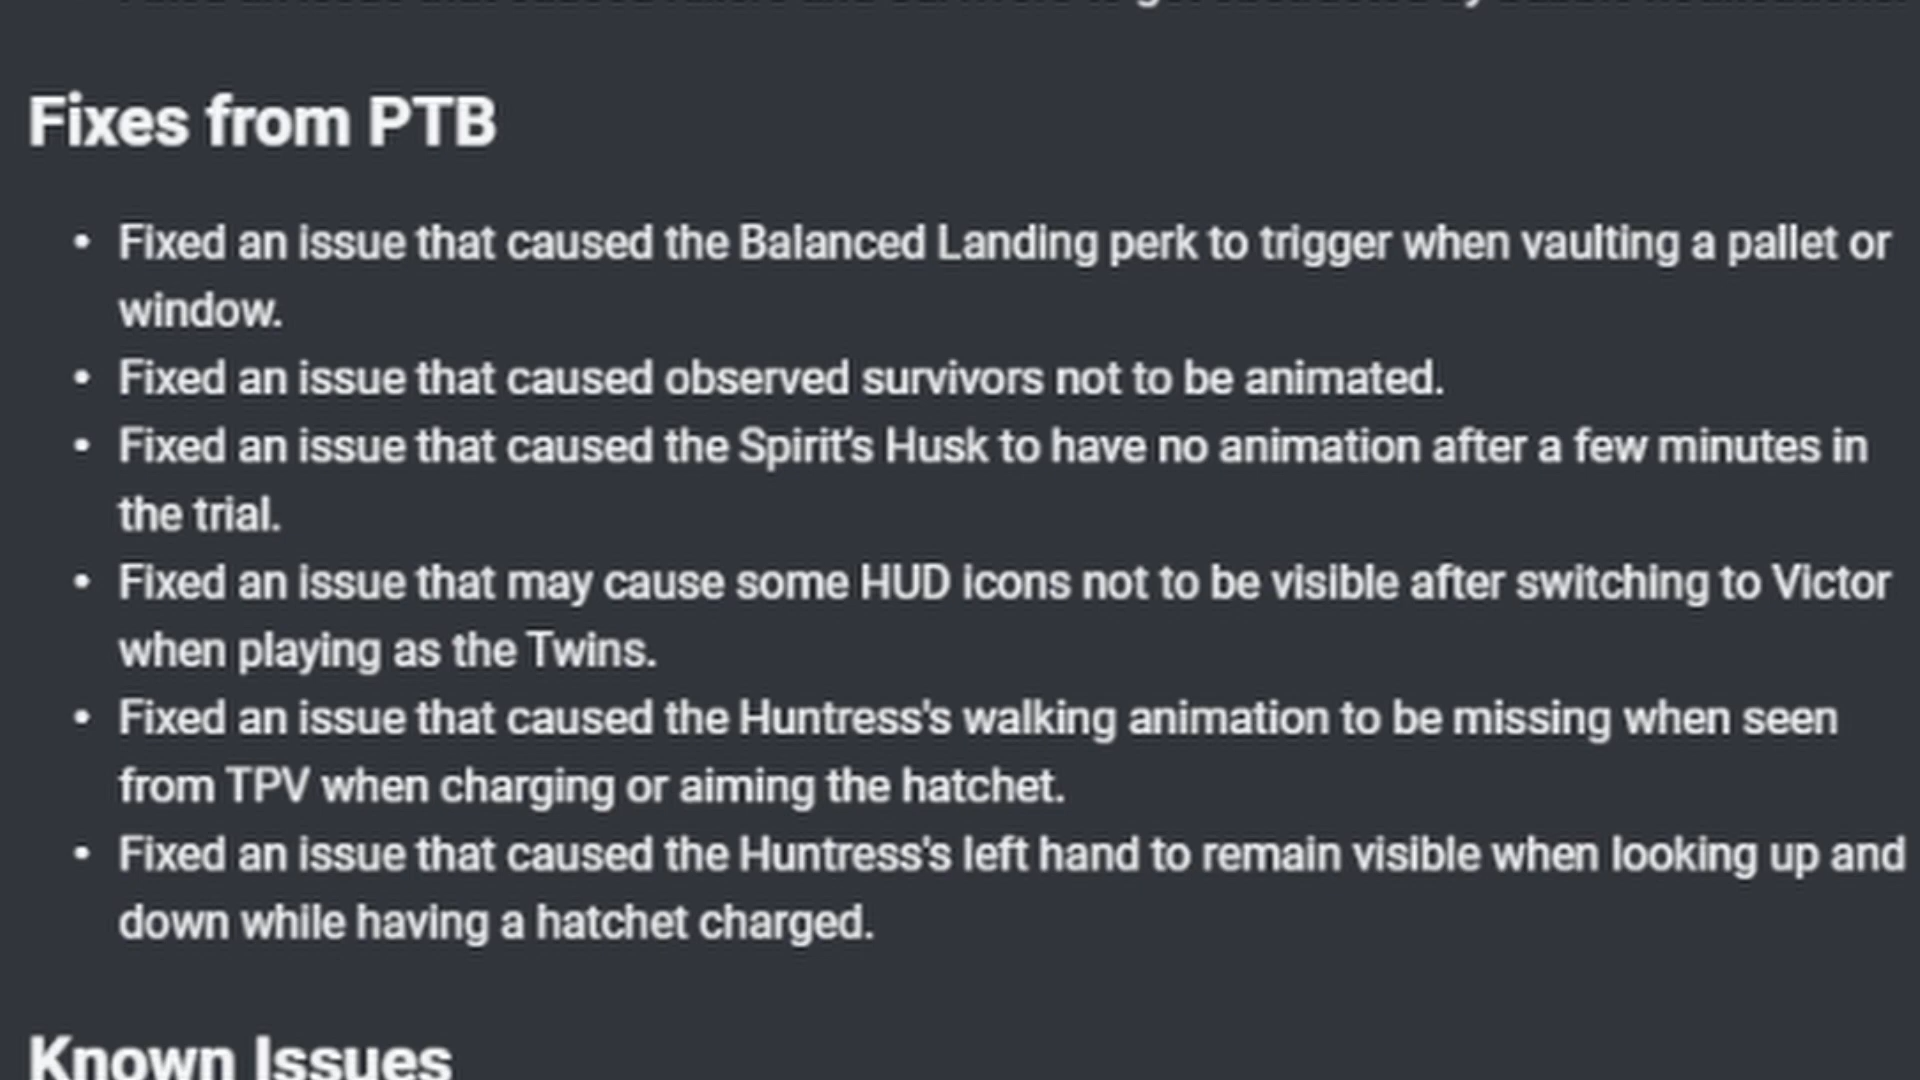 Fixes from PTB
• Fixed an issue that caused the Balanced Landing perk to trigger when vaulting a pallet or
window.
• Fixed an issue that caused observed survivors not to be animated.
• Fixed an issue that caused the Spirit’s Husk to have no animation after a few minutes in
the trial.
• Fixed an issue that may cause some HUD icons not to be visible after switching to Victor
when playing as the Twins.
• Fixed an issue that caused the Huntress's walking animation to be missing when seen
from TPV when charging or aiming the hatchet.
• Fixed an issue that caused the Huntress's left hand to remain visible when looking up and
down while having a hatchet charged.
Known Issues